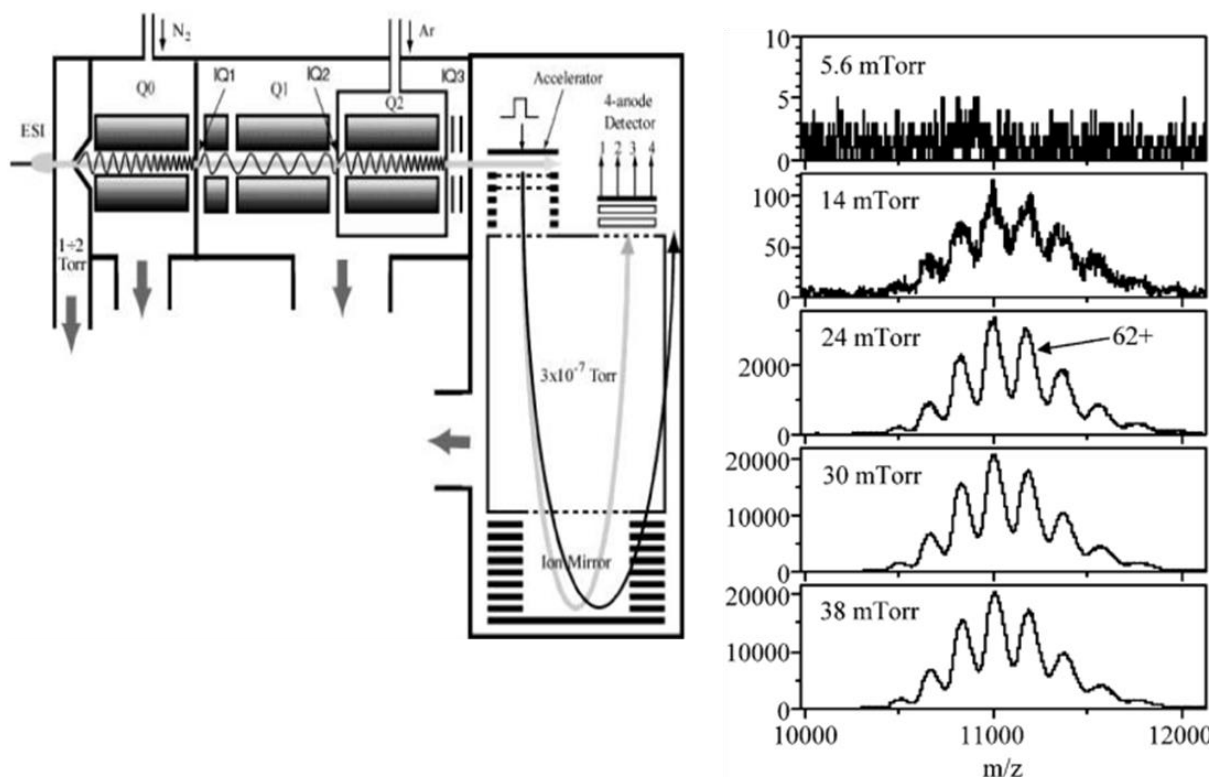 N2
Ar
IQ1
IQ2
IQ3
Q0
Q1
Q2
ESI
Accelerator
4-anode
Detector
1 2 3 4
1÷2
Torr
3x10-7 Torr
Ion Mirror
10
5
0
5.6 mTorr
100
50
0
14 mTorr
2000
0
24 mTorr
62+
20000
10000
0
30 mTorr
20000
10000
0
38 mTorr
10000 11000 12000
m/z